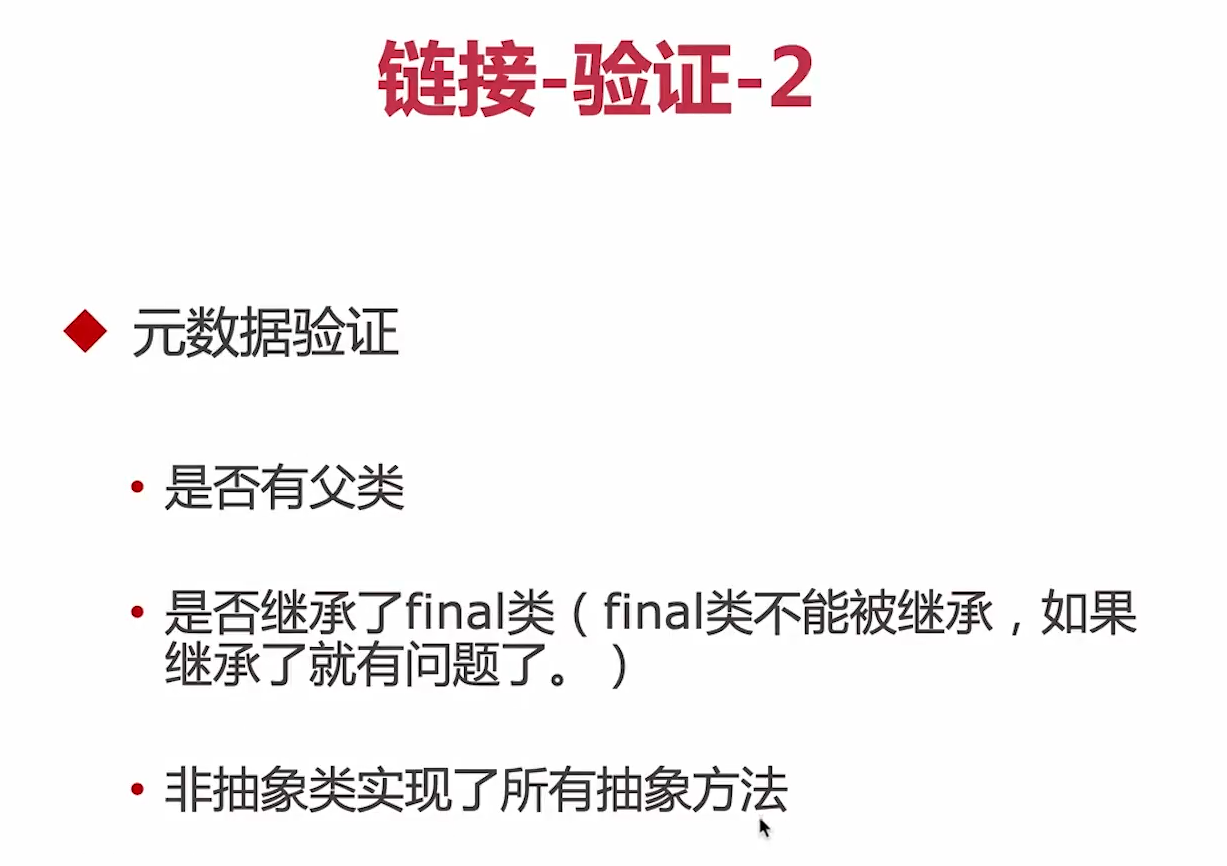 链接-验证-2
元数据验证
是否有父类
是否继承了final类（final类不能被继承，如果
继承了就有问题了。）
非抽象类实现了所有抽象方法